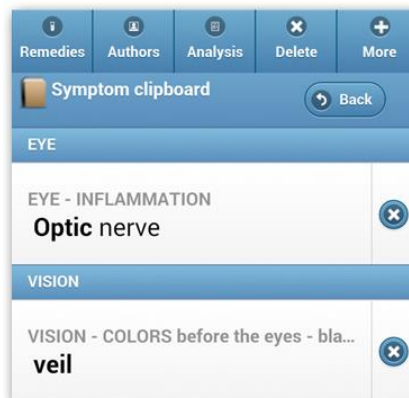 Remedies Authors Analysis Delete More
Symptom clipboard
Back
EYE
EYE - INFLAMMATION
Optic nerve
VISION
VISION - COLORS before the eyes - bla...
veil